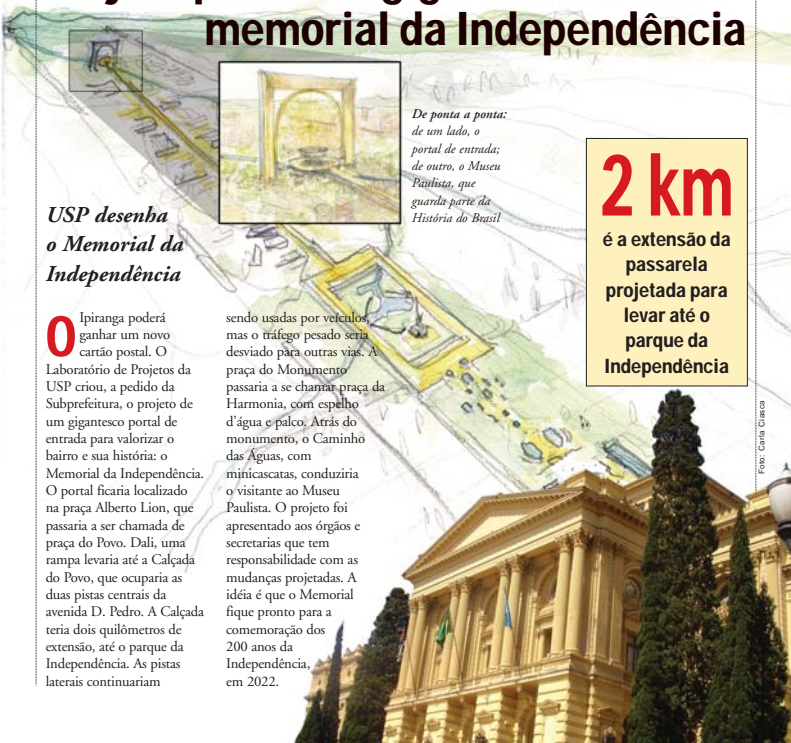 memorial da Independência
De ponta a ponta:
de um lado, o
portal de entrada;
de outro, o Museu
Paulista, que
guarda parte da
História do Brasil
2 km
é a extensão da
passarela
projetada para
levar até o
parque da
Independência
USP desenha
o Memorial da
Independência
O Ipiranga poderá
ganhar um novo
cartão postal. O
Laboratório de Projetos da
USP criou, a pedido da
Subprefeitura, o projeto de
um gigantesco portal de
entrada para valorizar o
bairro e sua história: o
Memorial da Independência.
O portal ficaria localizado
na praça Alberto Lion, que
passaria a ser chamada de
praça do Povo. Dali, uma
rampa levaria até a Calçada
do Povo, que ocuparia as
duas pistas centrais da
avenida D. Pedro. A Calçada
teria dois quilômetros de
extensão, até o parque da
Independência. As pistas
laterais continuariam
sendo usadas por veículos,
mas o tráfego pesado seria
desviado para outras vias. A
praça do Monumento
passaria a se chamar praça da
Harmonia, com espelho
d'água e palco. Atrás do
monumento, o Caminho
das Águas, com
minicascatas, conduziria
o visitante ao Museu
Paulista. O projeto foi
apresentado aos órgãos e
secretarias que tem
responsabilidade com as
mudanças projetadas. A
idéia é que o Memorial
fique pronto para a
comemoração dos
200 anos da
Independência,
em 2022.
Foto: Carla Ciasca